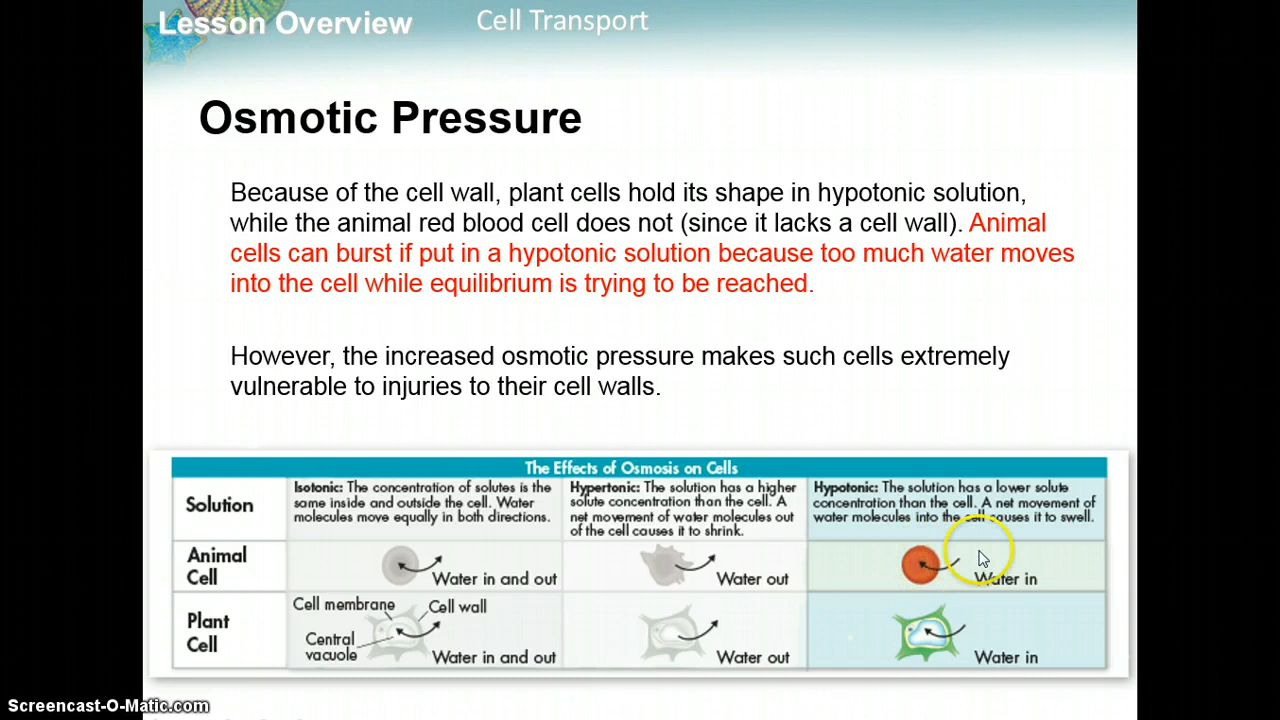 Lesson Overview Cell Transport
Osmotic Pressure
Because of the cell wall, plant cells hold its shape in hypotonic solution,
while the animal red blood cell does not (since it lacks a cell wall). Animal
cells can burst if put in a hypotonic solution because too much water moves
into the cell while equilibrium is trying to be reached.
However, the increased osmotic pressure makes such cells extremely
vulnerable to injuries to their cell walls.
The Effects of Osmosis on Cells
Solution
Isotonic: The concentration of solutes is the
same inside and outside the cell. Water
molecules move equally in both directions.
Hypertonic: The solution has a higher
solute concentration than the cell. A
net movement of water molecules out
of the cell causes it to shrink.
Hypotonic: The solution has a lower solute
concentration than the cell. A net movement of
water molecules into the cell causes it to swell.
Animal
Cell
Water in and out
Water out
Water in
Plant
Cell
Cell membrane
Cell wall
Central
vacuole
Water in and out
Water out
Water in
Screencast-O-Matic.com